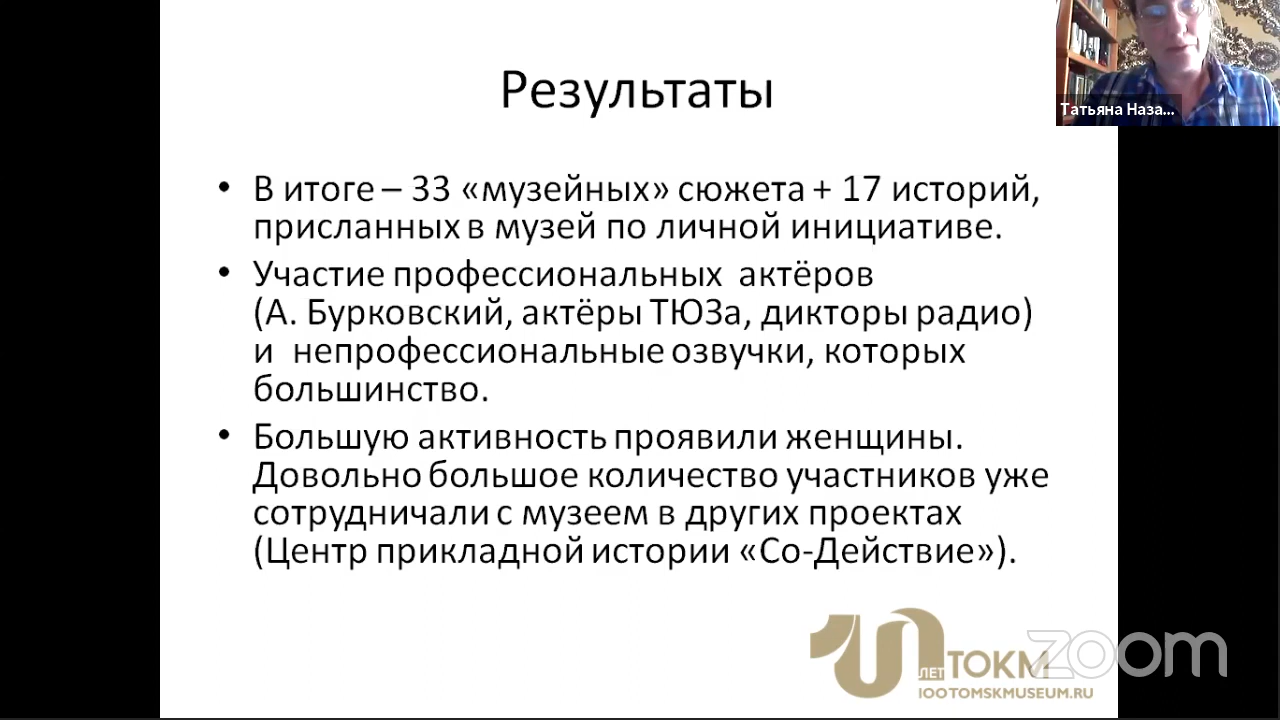 Результаты
Татьяна Наза...
• В итоге – 33 «музейных» сюжета + 17 историй,
присланных в музей по личной инициативе.
• Участие профессиональных актёров
(А. Бурковский, актёры ТЮЗа, дикторы радио)
и непрофессиональные озвучки, которых
большинство.
• Большую активность проявили женщины.
Довольно большое количество участников уже
сотрудничали с музеем в других проектах
(Центр прикладной истории «Со-Действие»).
100 ЛЕТ ТОКМ
100TOMSKMUSEUM.RU
zoom